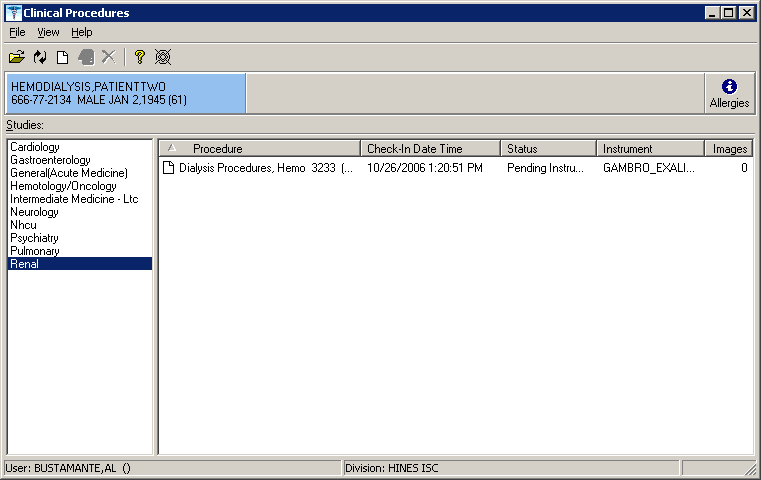 Clinical Procedures
File View Help
HEMODIALYSIS,PATIENTTWO
666-77-2134 MALE JAN 2,1945 (61)
Allergies
Studies:
Cardiology
Gastroenterology
General(Acute Medicine)
Hemotology/Oncology
Intermediate Medicine - Ltc
Neurology
Nhcu
Psychiatry
Pulmonary
Renal
Procedure Check-In Date Time Status Instrument Images
Dialysis Procedures, Hemo 3233 (... 10/26/2006 1:20:51 PM Pending Instru... GAMBRO_EXALI... 0
User: BUSTAMANTE,AL () Division: HINES ISC